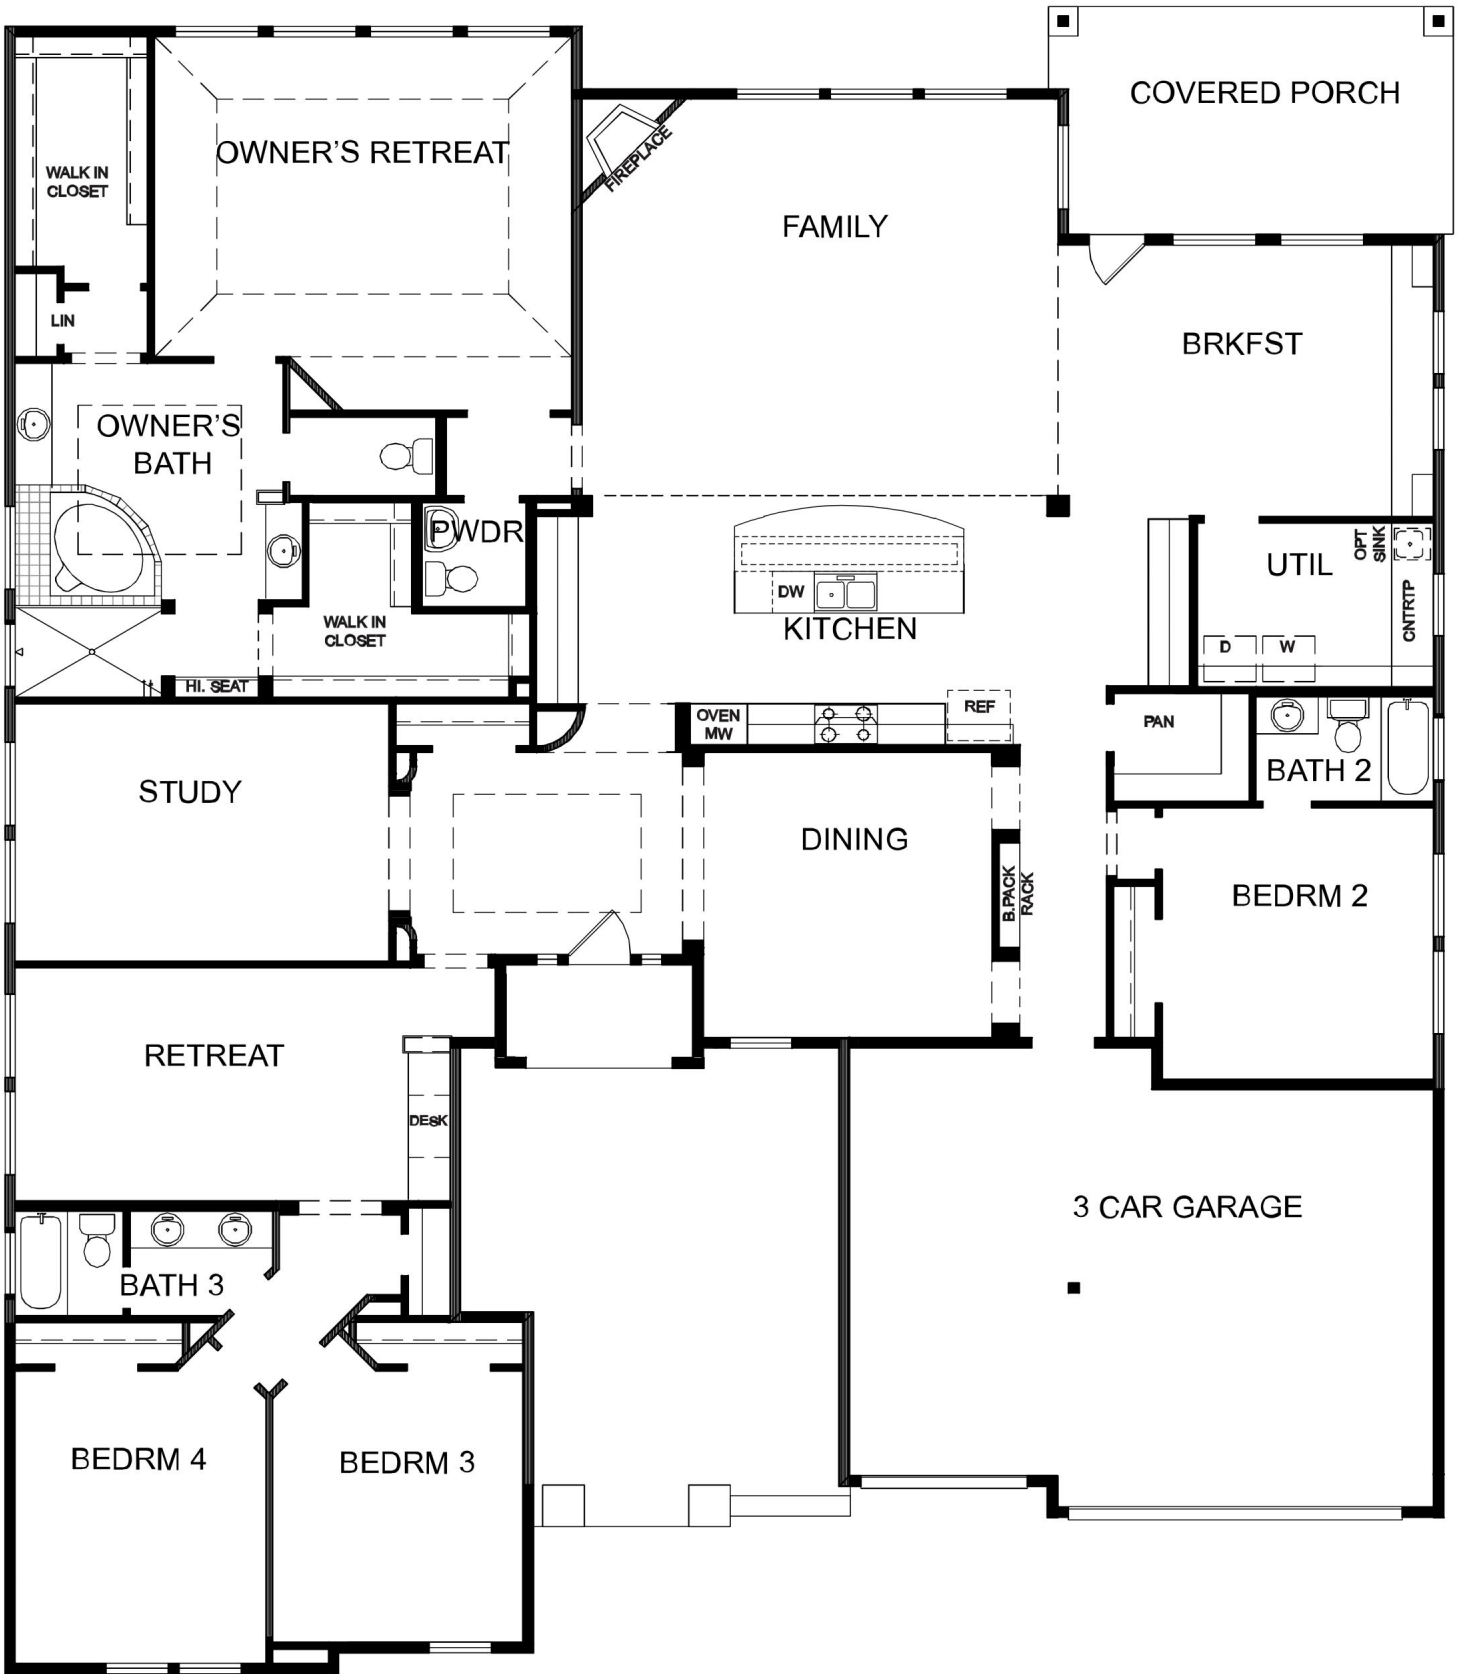 COVERED PORCH
OWNER'S RETREAT
FIREPLACE
WALK IN
CLOSET
FAMILY
LIN
BRKFST
OWNER'S
BATH
PWDR
OPT
SINK
UTIL
DW
CNTRTP
WALK IN
CLOSET
KITCHEN
D
W
HI. SEAT
OVEN
MW
REF
PAN
STUDY
BATH 2
DINING
B.PACK
RACK
BEDRM 2
RETREAT
DESK
3 CAR GARAGE
BATH 3
BEDRM 4
BEDRM 3